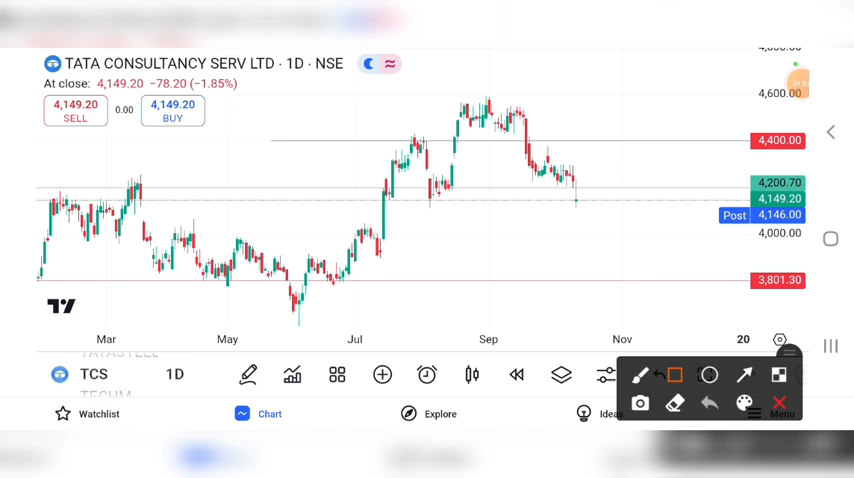 TATA CONSULTANCY SERV LTD · 1D · NSE
At close: 4,149.20 −78.20 (−1.85%)
4,149.20
SELL
0.00
4,149.20
BUY
4,600.00
4,400.00
4,200.70
4,149.20
Post 4,146.00
4,000.00
3,801.30
Mar May Jul Sep Nov 20
TCS 1D
Watchlist Chart Explore Ideas Menu